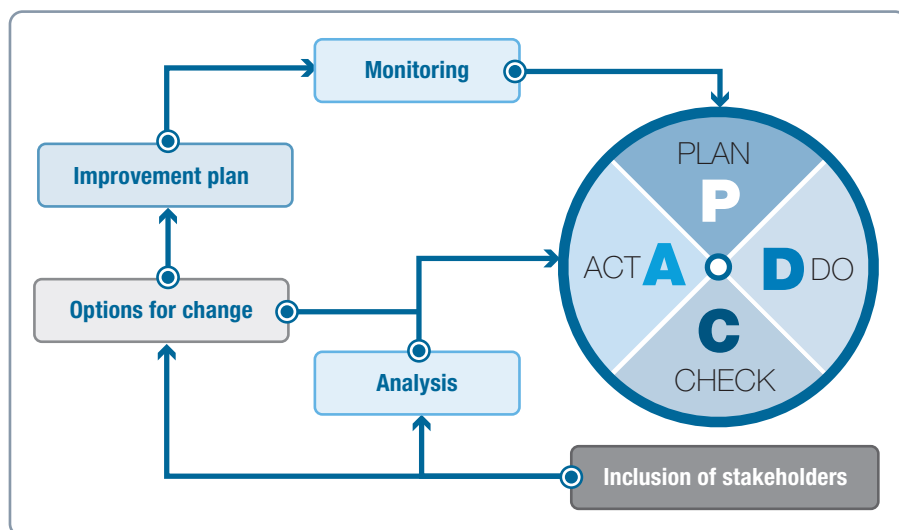 Monitoring
Improvement plan
Options for change
Analysis
Inclusion of stakeholders
PLAN
P
ACT A
D DO
C
CHECK